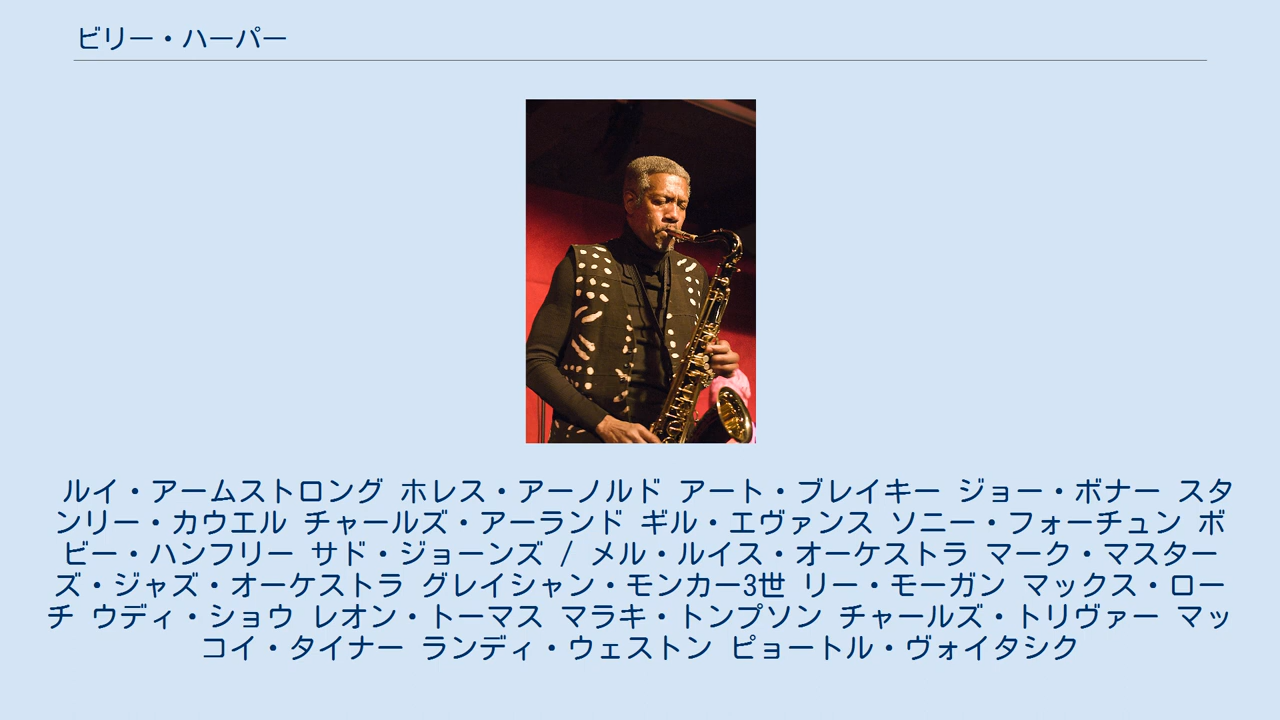 ビリー・ハーパー
ルイ・アームストロング ホレス・アーノルド アート・ブレイキー ジョー・ボナー スタ
ンリー・カウエル チャールズ・アーランド ギル・エヴァンス ソニー・フォーチュン ボ
ビー・ハンフリー サド・ジョーンズ / メル・ルイス・オーケストラ マーク・マスター
ズ・ジャズ・オーケストラ グレイシャン・モンカー3世 リー・モーガン マックス・ロー
チ ウディ・ショウ レオン・トーマス マラキ・トンプソン チャールズ・トリヴァー マッ
コイ・タイナー ランディ・ウェストン ピョートル・ヴォイタシク